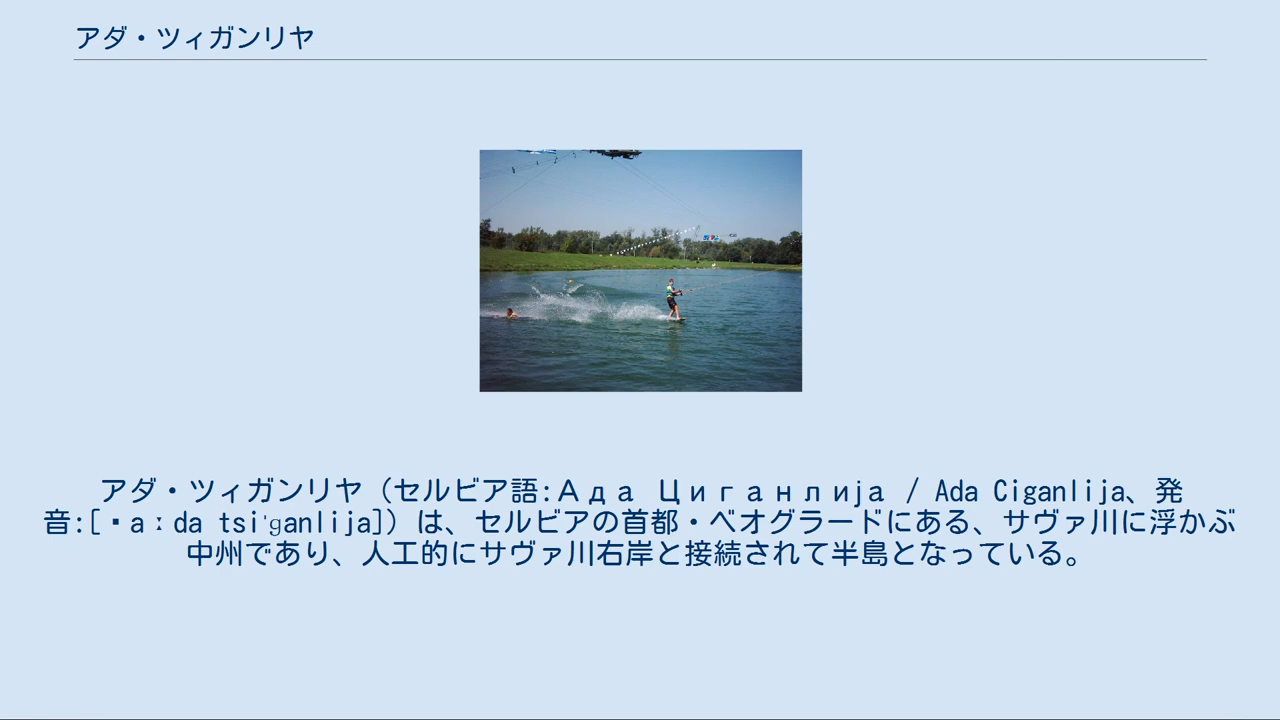 アダ・ツィガンリヤ
アダ・ツィガンリヤ（セルビア語:Ада Циганлија / Ada Ciganlija、発
音:[▪aːda tsiˈɡanlija]）は、セルビアの首都・ベオグラードにある、サヴァ川に浮かぶ
中州であり、人工的にサヴァ川右岸と接続されて半島となっている。